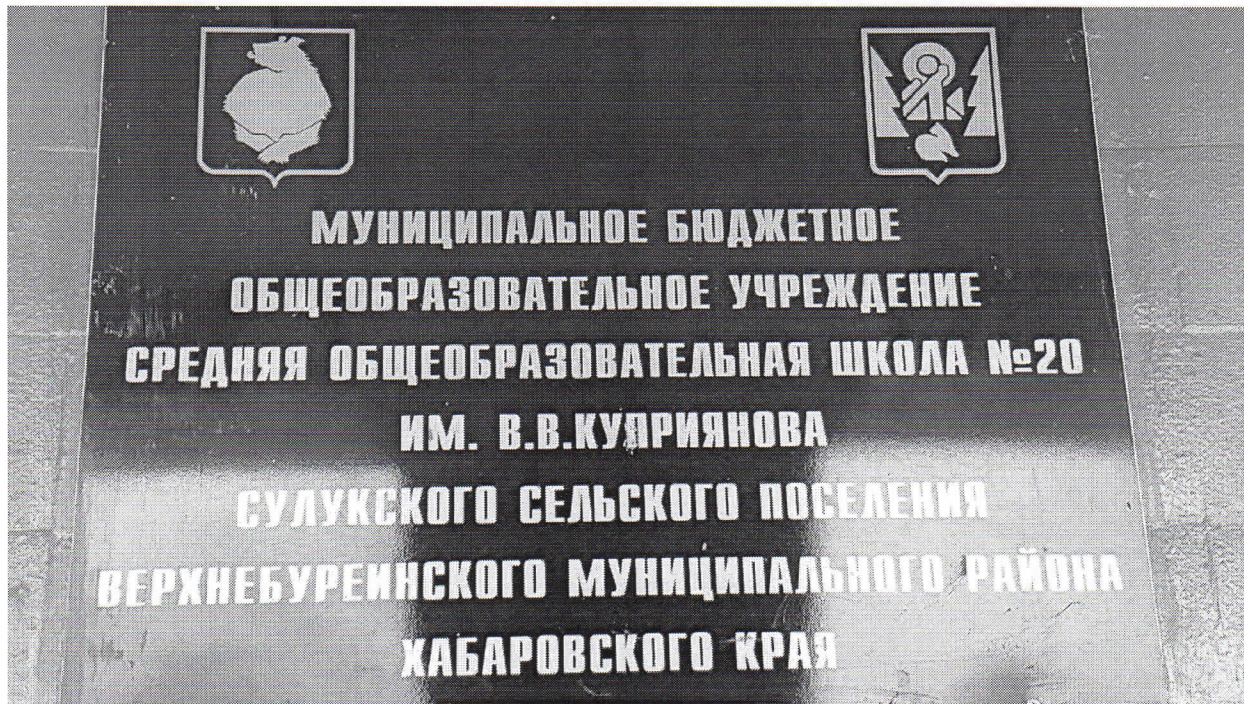 МУНИЦИПАЛЬНОЕ БЮДЖЕТНОЕ
ОБЩЕОБРАЗОВАТЕЛЬНОЕ УЧРЕЖДЕНИЕ
СРЕДНЯЯ ОБЩЕОБРАЗОВАТЕЛЬНАЯ ШКОЛА №20
ИМ. В.В.КУПРИЯНОВА
СУЛУКСКОГО СЕЛЬСКОГО ПОСЕЛЕНИЯ
ВЕРХНЕБУРЕИНСКОГО МУНИЦИПАЛЬНОГО РАЙОНА
ХАБАРОВСКОГО КРАЯ